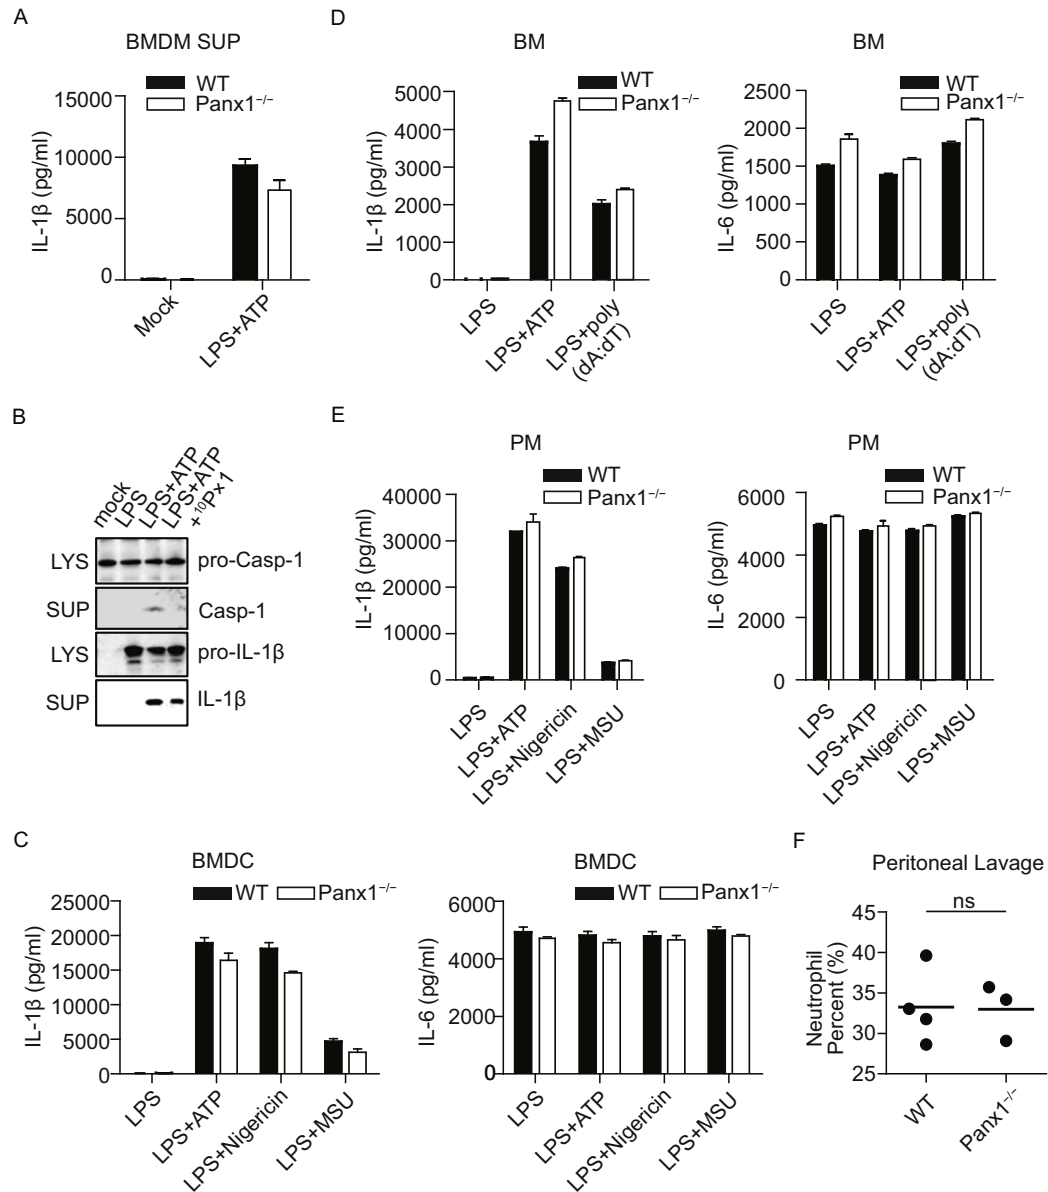 A
BMDM SUP
WT
Panx1⁻/⁻
IL-1β (pg/ml)
15000
10000
5000
0
Mock
LPS+ATP
D
BM
WT
Panx1⁻/⁻
IL-1β (pg/ml)
5000
4000
3000
2000
1000
0
LPS
LPS+ATP
LPS+poly
(dA:dT)
BM
WT
Panx1⁻/⁻
IL-6 (pg/ml)
2500
2000
1500
1000
500
0
LPS
LPS+ATP
LPS+poly
(dA:dT)
B
mock
LPS
LPS+ATP
LPS+ATP
+¹⁰Px1
LYS
pro-Casp-1
SUP
Casp-1
LYS
pro-IL-1β
SUP
IL-1β
E
PM
WT
Panx1⁻/⁻
IL-1β (pg/ml)
40000
30000
20000
10000
0
LPS
LPS+ATP
LPS+Nigericin
LPS+MSU
PM
WT
Panx1⁻/⁻
IL-6 (pg/ml)
6000
4000
2000
0
LPS
LPS+ATP
LPS+Nigericin
LPS+MSU
C
BMDC
WT
Panx1⁻/⁻
IL-1β (pg/ml)
25000
20000
15000
10000
5000
0
LPS
LPS+ATP
LPS+Nigericin
LPS+MSU
BMDC
WT
Panx1⁻/⁻
IL-6 (pg/ml)
6000
4000
2000
0
LPS
LPS+ATP
LPS+Nigericin
LPS+MSU
F
Peritoneal Lavage
ns
Neutrophil
Percent (%)
45
40
35
30
25
WT
Panx1⁻/⁻